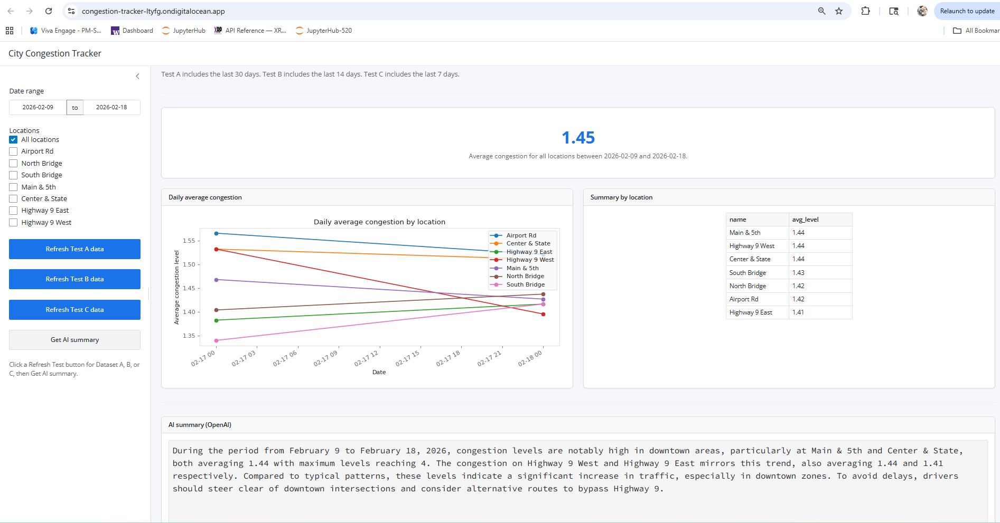 congestion-tracker-ltyfg.ondigitalocean.app
Relaunch to update
Viva Engage - PM-S...
Dashboard
JupyterHub
XRP
API Reference — XR...
JupyterHub-520
All Bookmar
City Congestion Tracker
Date range
2026-02-09 to 2026-02-18
Locations
All locations
Airport Rd
North Bridge
South Bridge
Main & 5th
Center & State
Highway 9 East
Highway 9 West
Refresh Test A data
Refresh Test B data
Refresh Test C data
Get AI summary
Click a Refresh Test button for Dataset A, B, or
C, then Get AI summary.
Test A includes the last 30 days. Test B includes the last 14 days. Test C includes the last 7 days.
1.45
Average congestion for all locations between 2026-02-09 and 2026-02-18.
Daily average congestion
Daily average congestion by location
Average congestion level
1.55
1.50
1.45
1.40
1.35
Airport Rd
Center & State
Highway 9 East
Highway 9 West
Main & 5th
North Bridge
South Bridge
02-17 00
02-17 03
02-17 06
02-17 09
02-17 12
02-17 15
02-17 18
02-17 21
02-18 00
Date
Summary by location
name avg_level
Main & 5th 1.44
Highway 9 West 1.44
Center & State 1.44
South Bridge 1.43
North Bridge 1.42
Airport Rd 1.42
Highway 9 East 1.41
AI summary (OpenAI)
During the period from February 9 to February 18, 2026, congestion levels are notably high in downtown areas, particularly at Main & 5th and Center & State,
both averaging 1.44 with maximum levels reaching 4. The congestion on Highway 9 West and Highway 9 East mirrors this trend, also averaging 1.44 and 1.41
respectively. Compared to typical patterns, these levels indicate a significant increase in traffic, especially in downtown zones. To avoid delays, drivers
should steer clear of downtown intersections and consider alternative routes to bypass Highway 9.